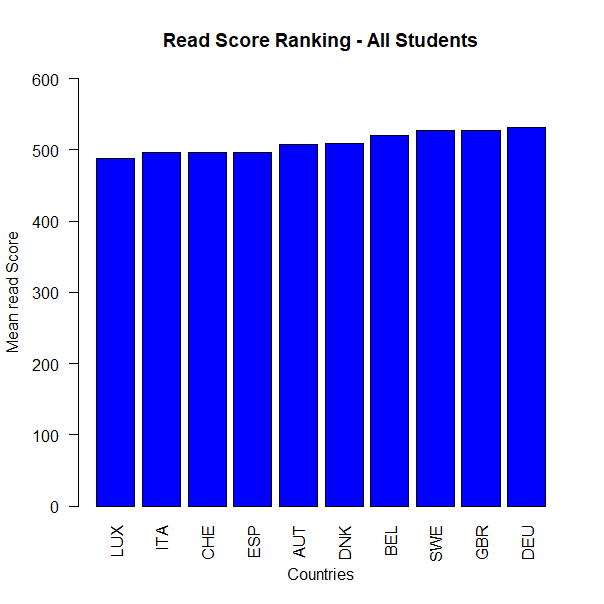 Read Score Ranking - All Students
Mean read Score
600
500
400
300
200
100
0
LUX
ITA
CHE
ESP
AUT
DNK
BEL
SWE
GBR
DEU
Countries